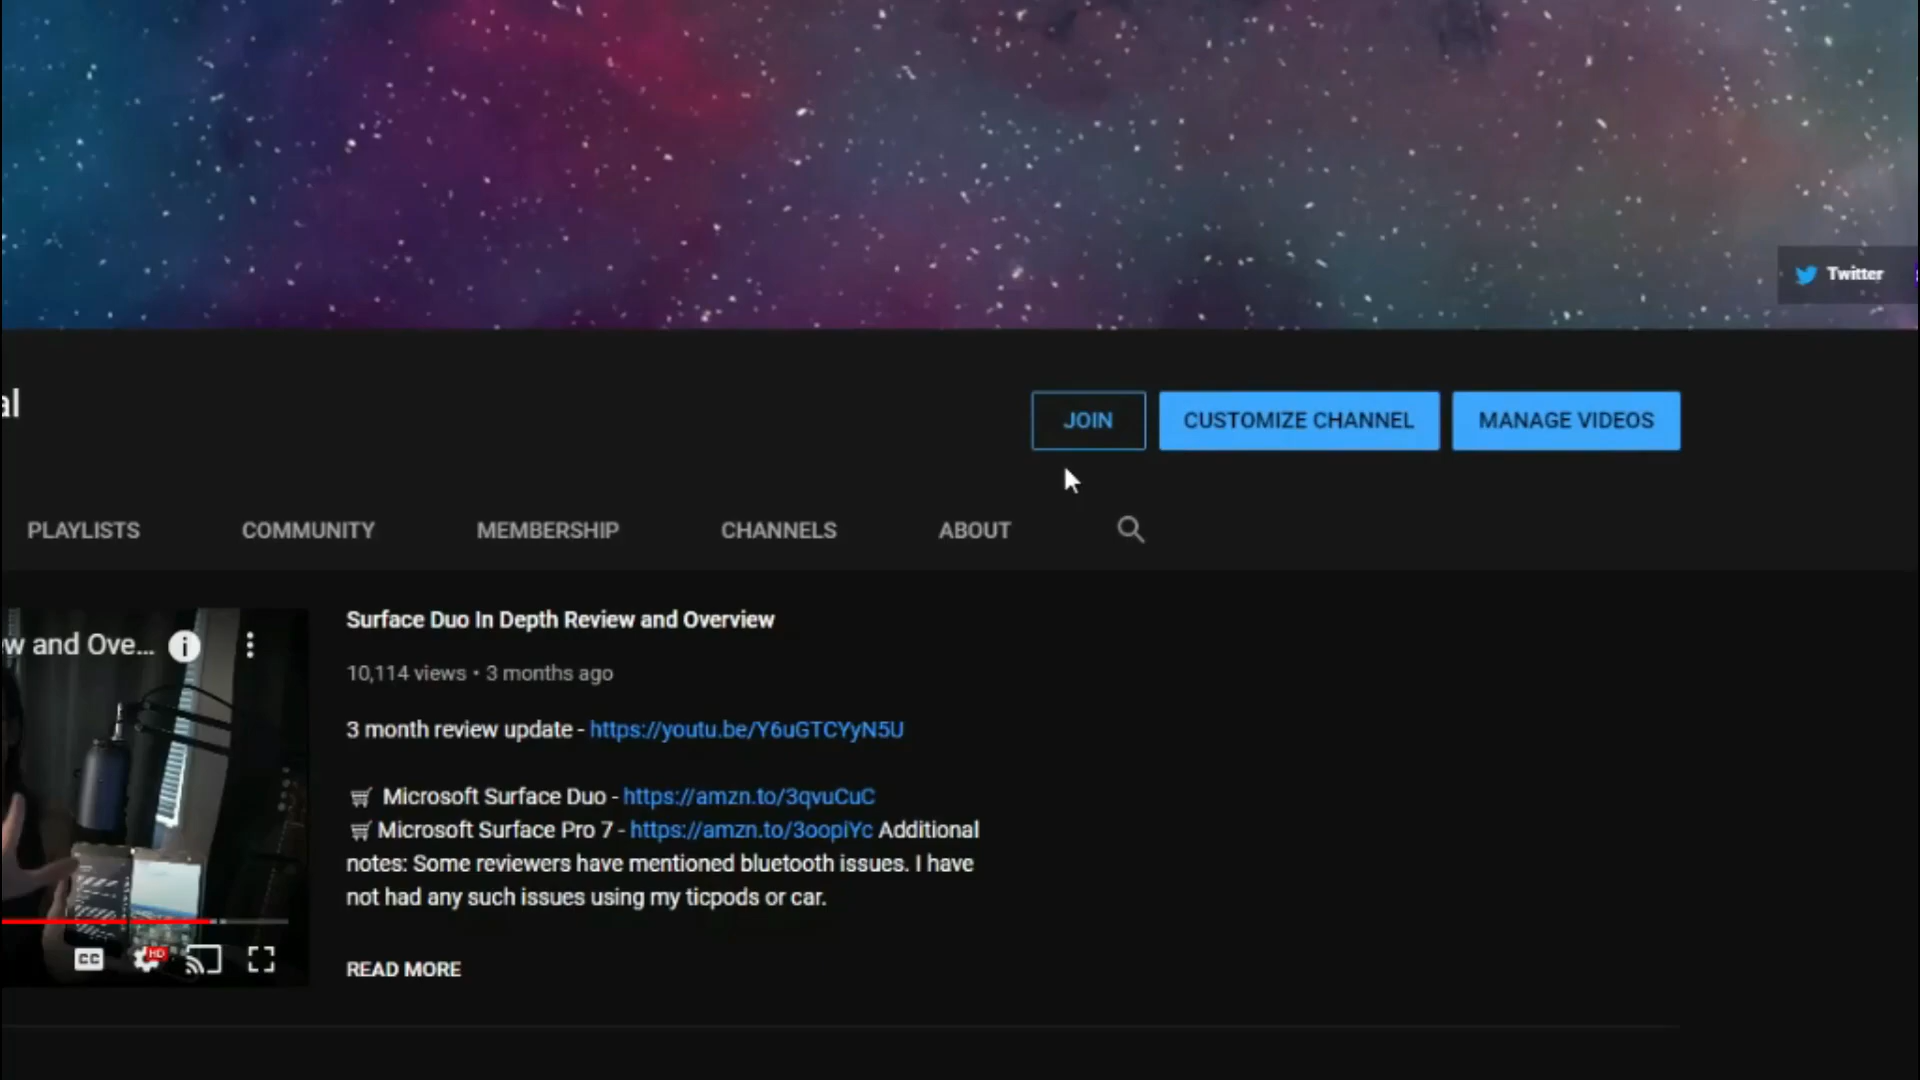 Twitter
al
JOIN
CUSTOMIZE CHANNEL
MANAGE VIDEOS
PLAYLISTS
COMMUNITY
MEMBERSHIP
CHANNELS
ABOUT
w and Ove...
Surface Duo In Depth Review and Overview
10,114 views • 3 months ago
3 month review update - https://youtu.be/Y6uGTCYyN5U
Microsoft Surface Duo - https://amzn.to/3qvuCuC
Microsoft Surface Pro 7 - https://amzn.to/3ooplYc Additional
notes: Some reviewers have mentioned bluetooth issues. I have
not had any such issues using my ticpods or car.
CC
HD
READ MORE